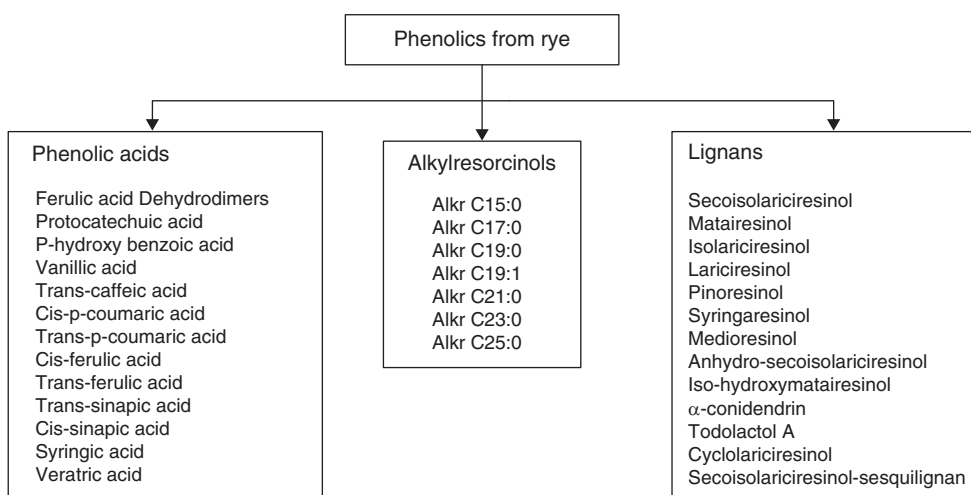 Phenolics from rye
Phenolic acids
Ferulic acid Dehydrodimers
Protocatechuic acid
P-hydroxy benzoic acid
Vanillic acid
Trans-caffeic acid
Cis-p-coumaric acid
Trans-p-coumaric acid
Cis-ferulic acid
Trans-ferulic acid
Trans-sinapic acid
Cis-sinapic acid
Syringic acid
Veratric acid
Alkylresorcinols
Alkr C15:0
Alkr C17:0
Alkr C19:0
Alkr C19:1
Alkr C21:0
Alkr C23:0
Alkr C25:0
Lignans
Secoisolariciresinol
Matairesinol
Isolariciresinol
Lariciresinol
Pinoresinol
Syringaresinol
Medioresinol
Anhydro-secoisolariciresinol
Iso-hydroxymatairesinol
α-conidendrin
Todolactol A
Cyclolariciresinol
Secoisolariciresinol-sesquilignan